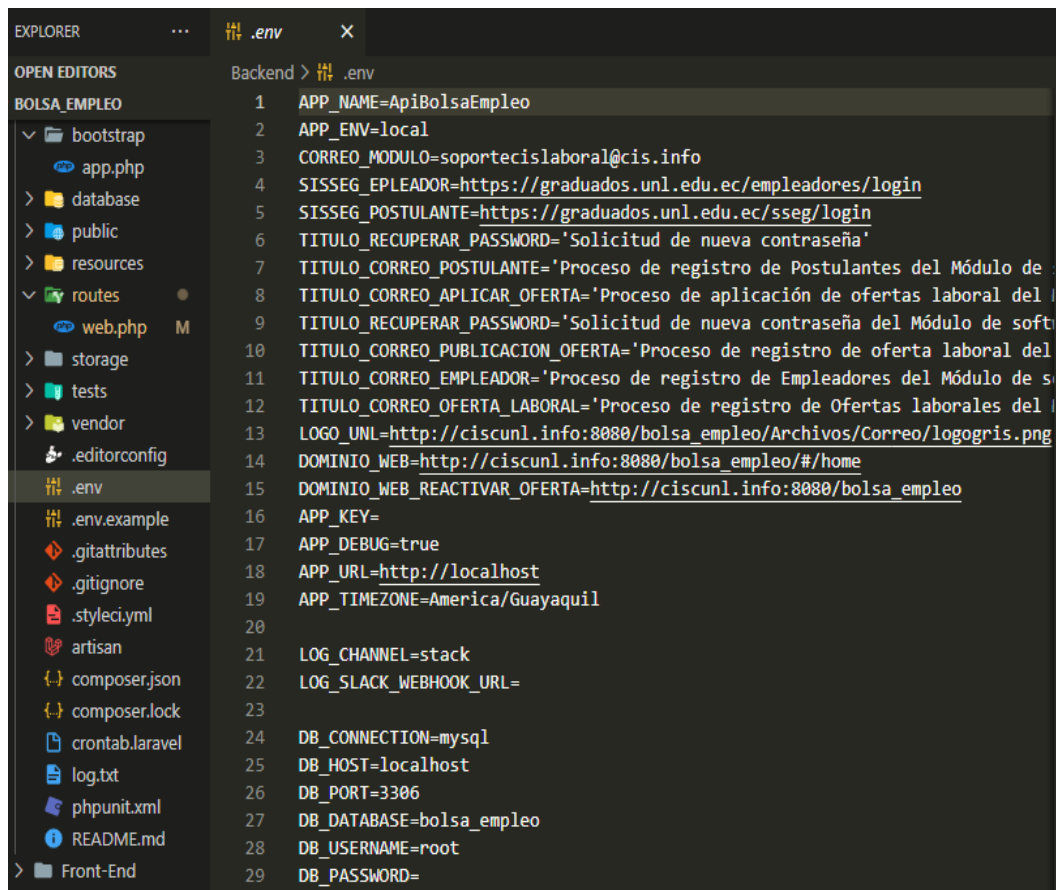 EXPLORER ...
OPEN EDITORS
BOLSA_EMPLEO
bootstrap
app.php
database
public
resources
routes
web.php M
storage
tests
vendor
.editorconfig
.env
.env.example
.gitattributes
.gitignore
.styleci.yml
artisan
composer.json
composer.lock
crontab.laravel
log.txt
phpunit.xml
README.md
Front-End
.env ×
Backend > .env
1 APP_NAME=ApiBolsaEmpleo
2 APP_ENV=local
3 CORREO_MODULO=soportecislaboral@cis.info
4 SISSEG_EPLEADOR=https://graduados.unl.edu.ec/empleadores/login
5 SISSEG_POSTULANTE=https://graduados.unl.edu.ec/sseg/login
6 TITULO_RECUPERAR_PASSWORD='Solicitud de nueva contraseña'
7 TITULO_CORREO_POSTULANTE='Proceso de registro de Postulantes del Módulo de
8 TITULO_CORREO_APLICAR_OFERTA='Proceso de aplicación de ofertas laboral del
9 TITULO_RECUPERAR_PASSWORD='Solicitud de nueva contraseña del Módulo de soft
10 TITULO_CORREO_PUBLICACION_OFERTA='Proceso de registro de oferta laboral del
11 TITULO_CORREO_EMPLEADOR='Proceso de registro de Empleadores del Módulo de s
12 TITULO_CORREO_OFERTA_LABORAL='Proceso de registro de Ofertas laborales del
13 LOGO_UNL=http://ciscunl.info:8080/bolsa_empleo/Archivos/Correo/logogris.png
14 DOMINIO_WEB=http://ciscunl.info:8080/bolsa_empleo/#/home
15 DOMINIO_WEB_REACTIVAR_OFERTA=http://ciscunl.info:8080/bolsa_empleo
16 APP_KEY=
17 APP_DEBUG=true
18 APP_URL=http://localhost
19 APP_TIMEZONE=America/Guayaquil
20
21 LOG_CHANNEL=stack
22 LOG_SLACK_WEBHOOK_URL=
23
24 DB_CONNECTION=mysql
25 DB_HOST=localhost
26 DB_PORT=3306
27 DB_DATABASE=bolsa_empleo
28 DB_USERNAME=root
29 DB_PASSWORD=